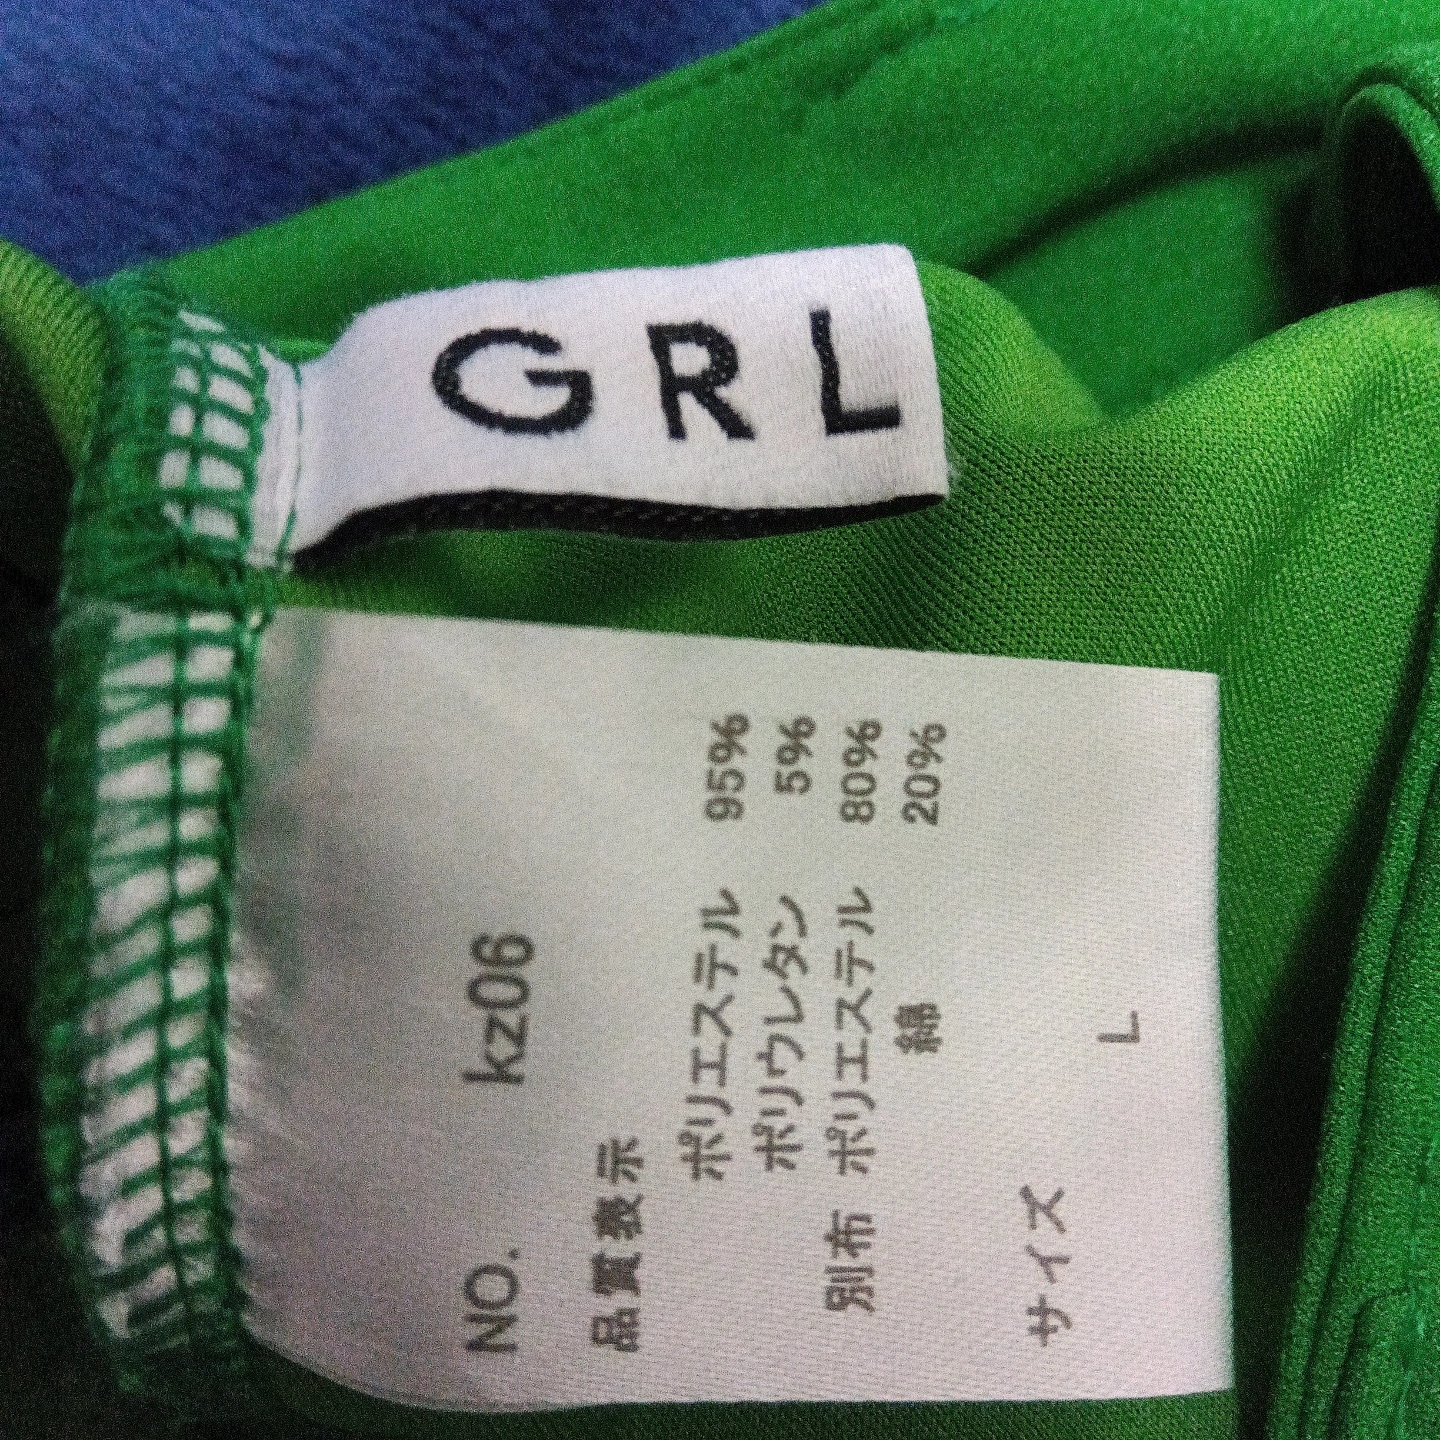 GRL
NO. kz06
品質表示
ポリエステル 95%
ポリウレタン 5%
別布 ポリエステル 80%
綿 20%
サイズ L